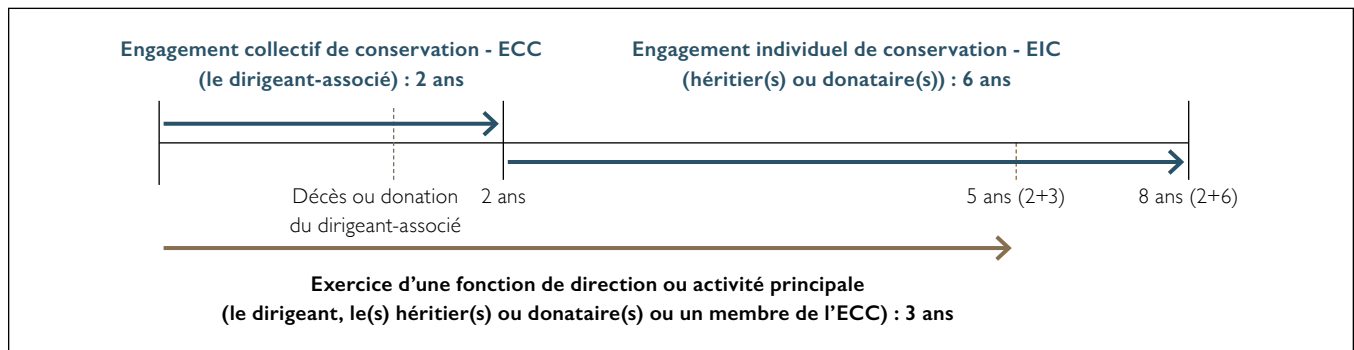 Engagement collectif de conservation - ECC
(le dirigeant-associé) : 2 ans
Engagement individuel de conservation - EIC
(héritier(s) ou donataire(s)) : 6 ans
Décès ou donation
du dirigeant-associé
2 ans
5 ans (2+3)
8 ans (2+6)
Exercice d’une fonction de direction ou activité principale
(le dirigeant, le(s) héritier(s) ou donataire(s) ou un membre de l’ECC) : 3 ans